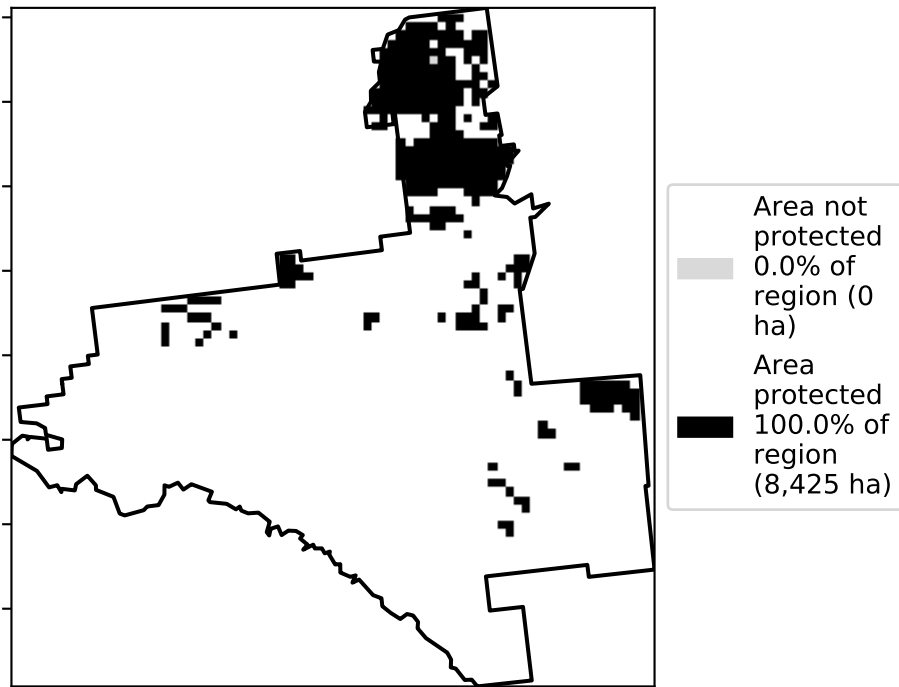 Area not
protected
0.0% of
region (0
ha)
Area
protected
100.0% of
region
(8,425 ha)